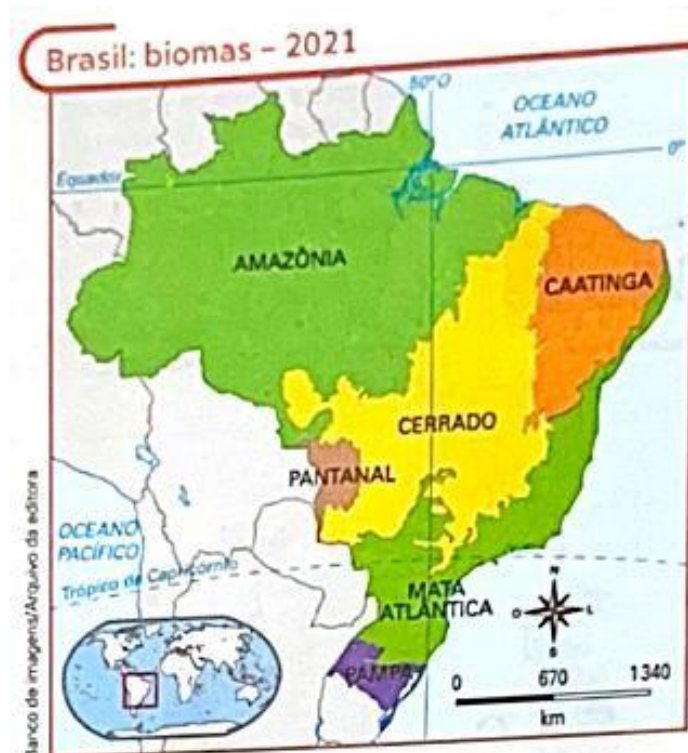 Brasil: biomas – 2021
50° O
OCEANO
ATLÂNTICO
Equador
0°
AMAZÔNIA
CAATINGA
CERRADO
PANTANAL
OCEANO
PACÍFICO
Trópico de Capricórnio
MATA
ATLÂNTICA
PAMPA
N
O
L
S
0
670
1340
km
Banco de imagens/Arquivo da editora